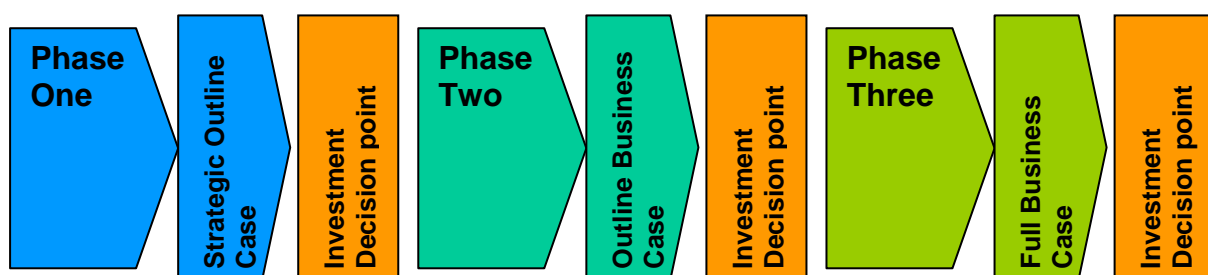 Phase
One
Strategic Outline
Case
Investment
Decision point
Phase
Two
Outline Business
Case
Investment
Decision point
Phase
Three
Full Business
Case
Investment
Decision point